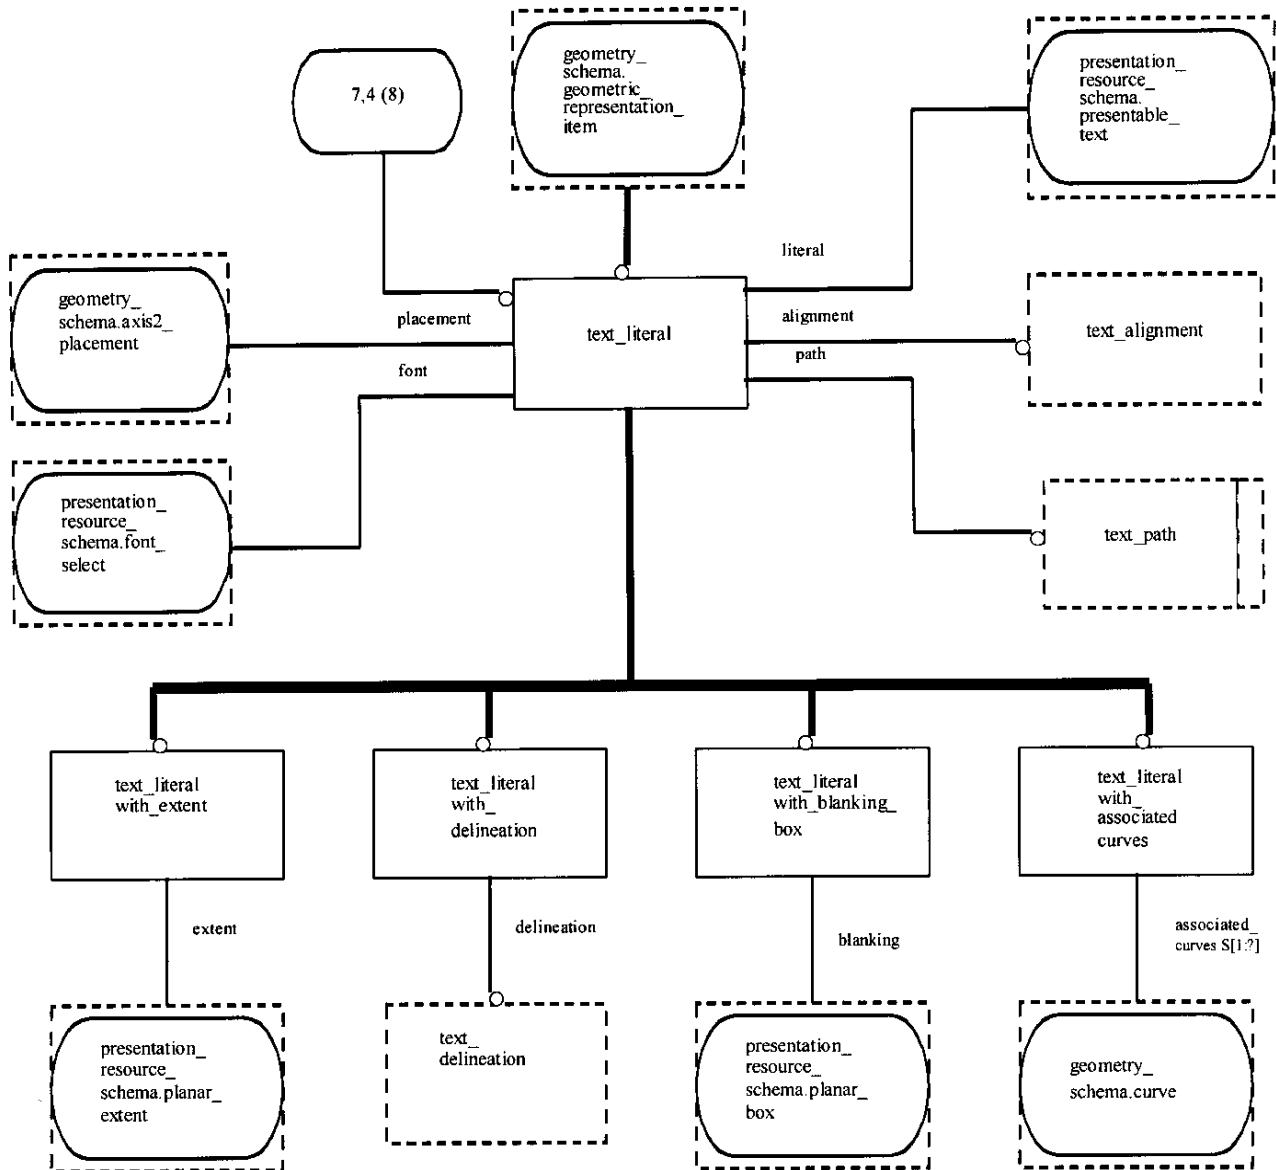 7,4 (8)
geometry_
schema.
geometric_
representation_
item
presentation_
resource_
schema.
presentable_
text
literal
geometry_
schema.axis2_
placement
placement
text_literal
alignment
text_alignment
path
font
presentation_
resource_
schema.font_
select
text_path
text_literal
with_extent
text_literal
with_
delineation
text_literal
with_blanking_
box
text_literal
with_
associated
curves
extent
delineation
blanking
associated_
curves S[1:?]
presentation_
resource_
schema.planar_
extent
text_
delineation
presentation_
resource_
schema.planar_
box
geometry_
schema.curve